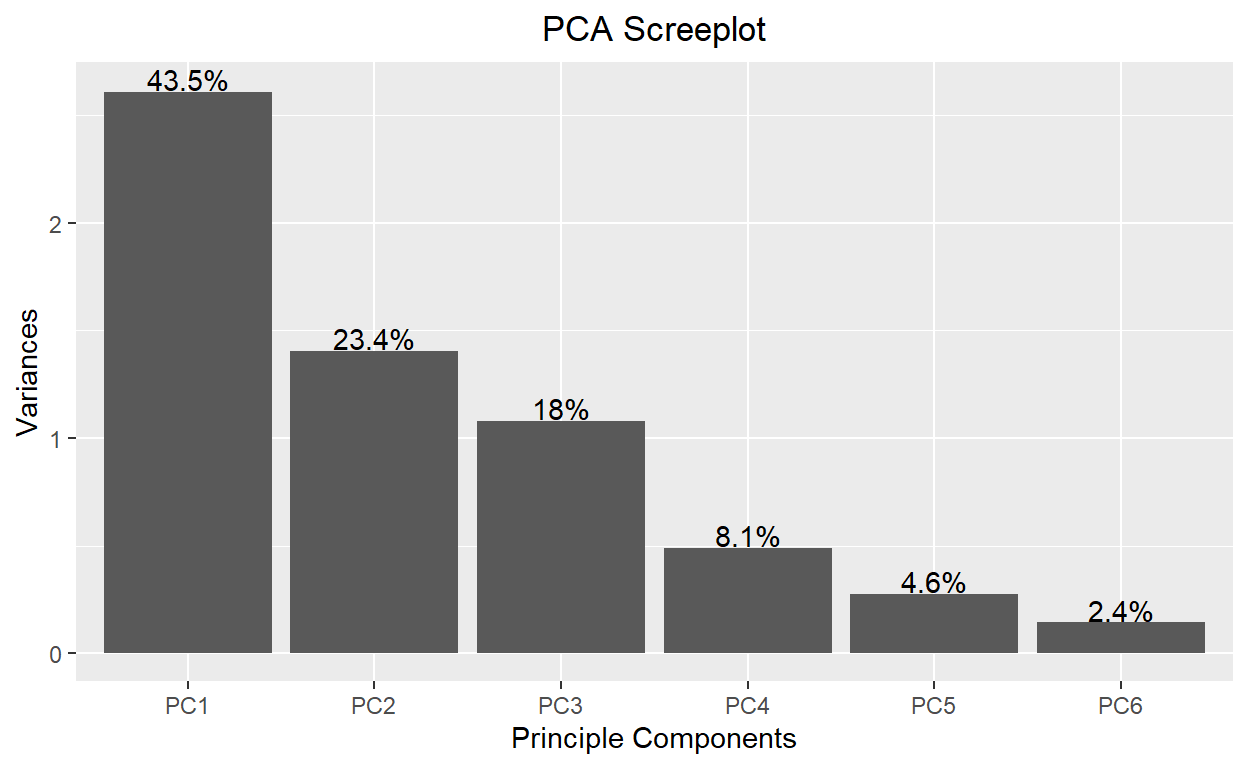 PCA Screeplot
43.5%
23.4%
18%
8.1%
4.6%
2.4%
Variances
2
1
0
PC1 PC2 PC3 PC4 PC5 PC6
Principle Components